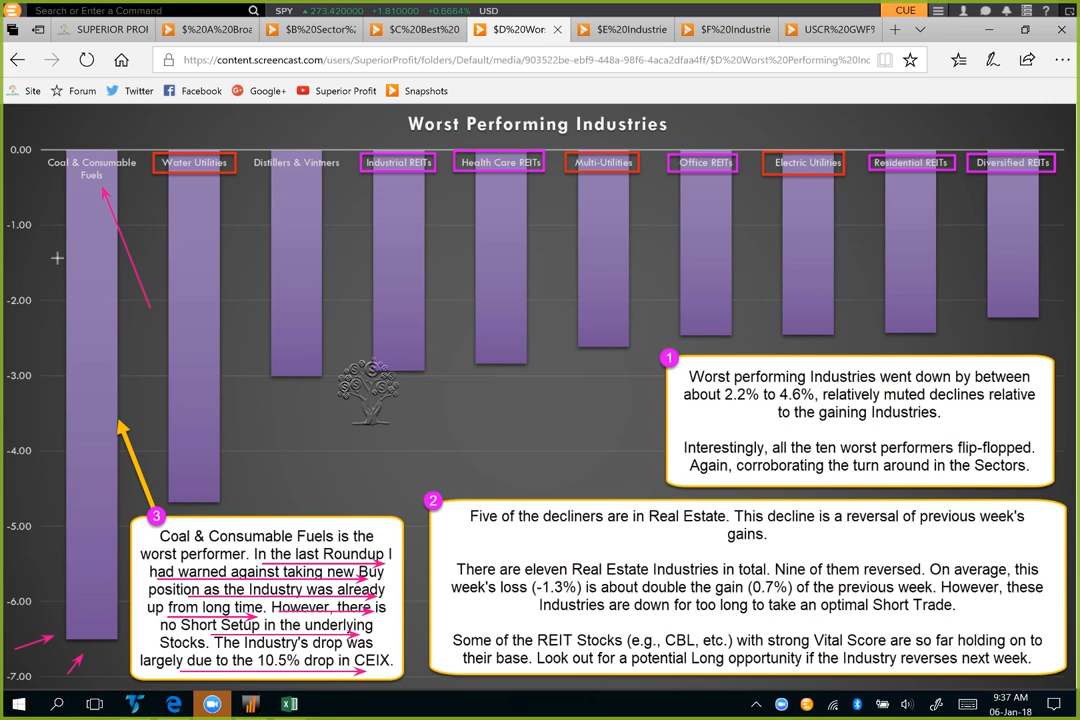 Search or Enter a Command
SPY 273.420000 +1.810000 +0.6664% USD
CUE
SUPERIOR PROF
$%20A%20Broa
$B%20Sector%
$C%20Best%20
$D%20Wor:
$E%20Industrie
$F%20Industrie
USCR%20GWF%
https://content.screencast.com/users/SuperiorProfit/folders/Default/media/903522be-ebf9-448a-98f6-4aca2dfaa4ff/$D%20Worst%20Performing%20Inc
Site Forum Twitter Facebook Google+ Superior Profit Snapshots
Worst Performing Industries
0.00
-1.00
-2.00
-3.00
-4.00
-5.00
-6.00
-7.00
Coal & Consumable
Fuels
Water Utilities
Distillers & Vintners
Industrial REITs
Health Care REITs
Multi-Utilities
Office REITs
Electric Utilities
Residential REITs
Diversified REITs
1
Worst performing Industries went down by between
about 2.2% to 4.6%, relatively muted declines relative
to the gaining Industries.
Interestingly, all the ten worst performers flip-flopped.
Again, corroborating the turn around in the Sectors.
2
Five of the decliners are in Real Estate. This decline is a reversal of previous week's
gains.
There are eleven Real Estate Industries in total. Nine of them reversed. On average, this
week's loss (-1.3%) is about double the gain (0.7%) of the previous week. However, these
Industries are down for too long to take an optimal Short Trade.
Some of the REIT Stocks (e.g., CBL, etc.) with strong Vital Score are so far holding on to
their base. Look out for a potential Long opportunity if the Industry reverses next week.
3
Coal & Consumable Fuels is the
worst performer. In the last Roundup I
had warned against taking new Buy
position as the Industry was already
up from long time. However, there is
no Short Setup in the underlying
Stocks. The Industry's drop was
largely due to the 10.5% drop in CEIX.
9:37 AM
06-Jan-18